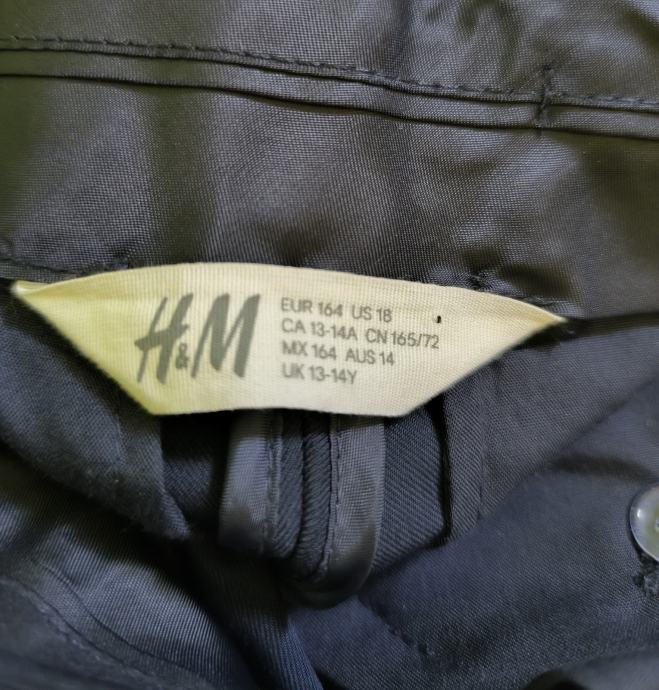 H&M
EUR 164 US 18
CA 13-14A CN 165/72
MX 164 AUS 14
UK 13-14Y